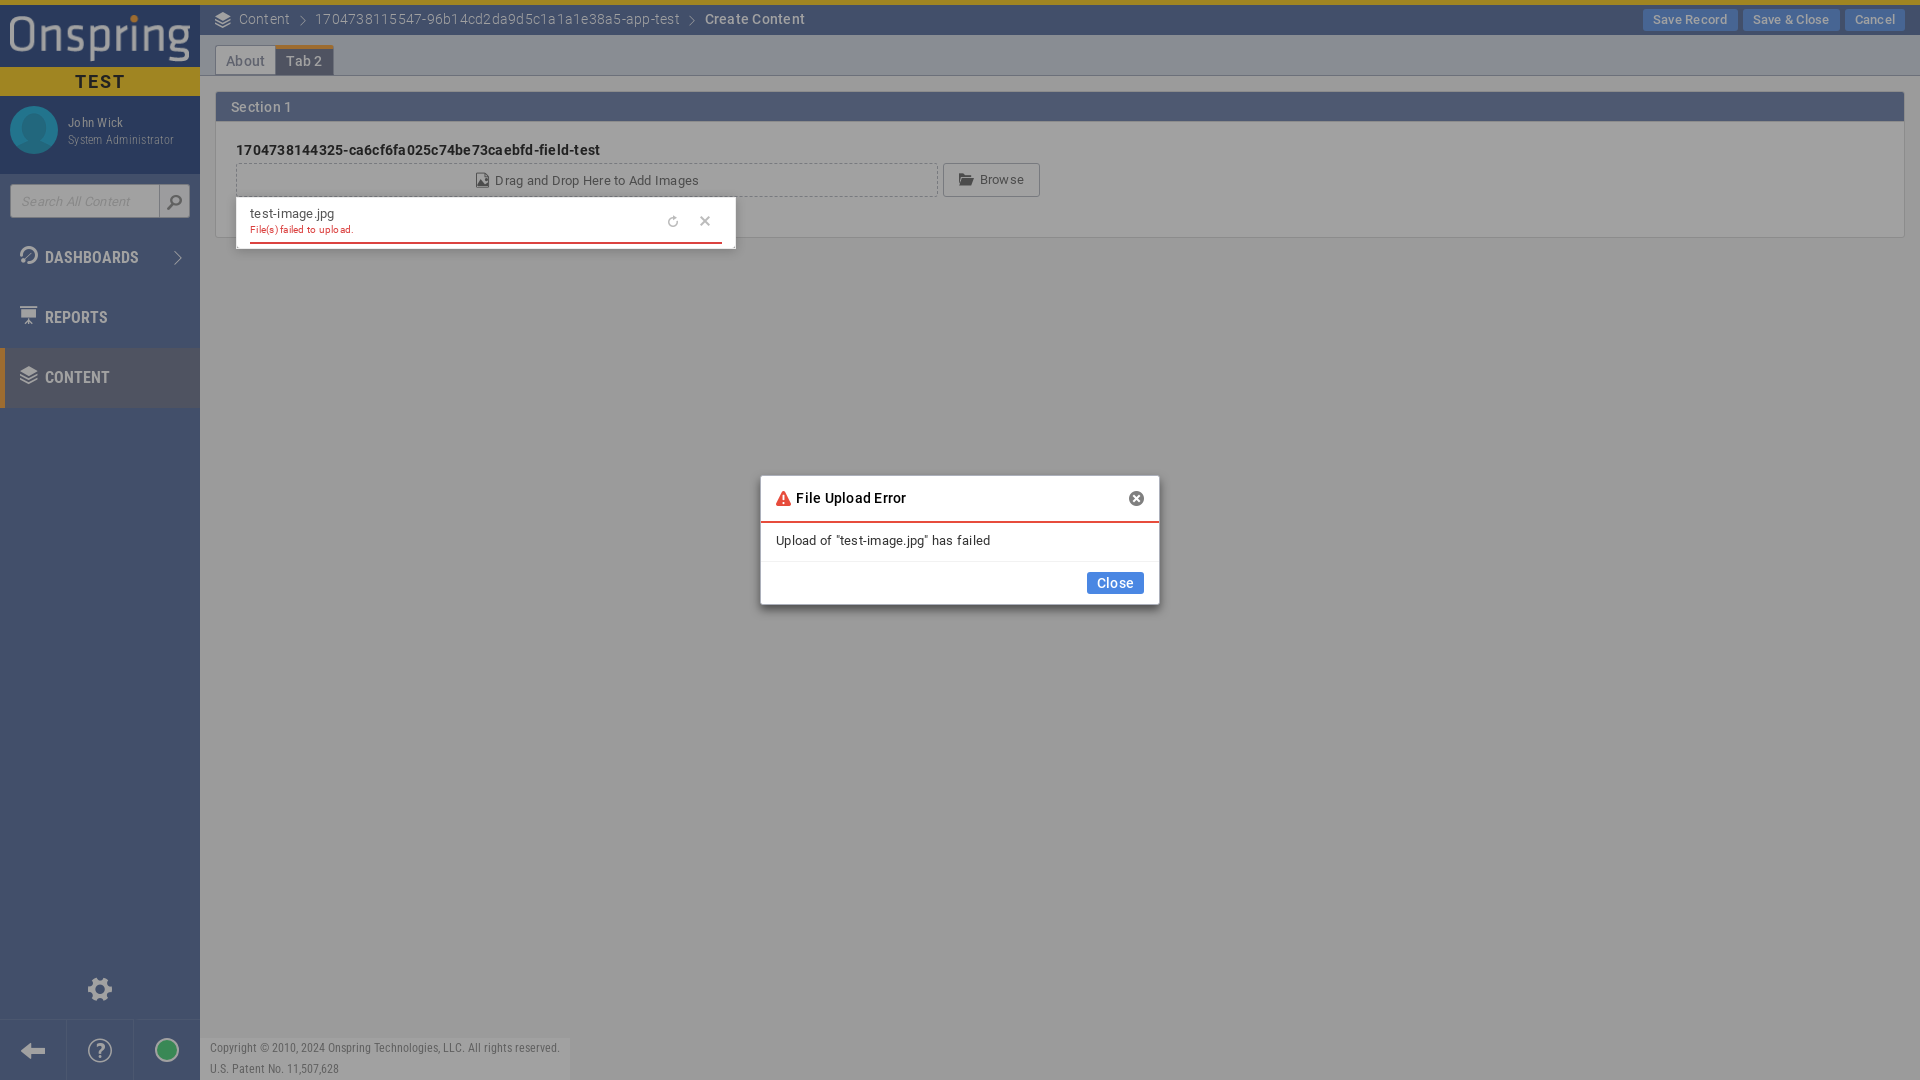 Onspring
TEST
John Wick
System Administrator
Search All Content
DASHBOARDS
REPORTS
CONTENT
Content
1704738115547-96b14cd2da9d5c1a1a1e38a5-app-test
Create Content
Save Record
Save & Close
Cancel
About
Tab 2
Section 1
1704738144325-ca6cf6fa025c74be73caebfd-field-test
Drag and Drop Here to Add Images
Browse
test-image.jpg
File(s) failed to upload.
File Upload Error
Upload of "test-image.jpg" has failed
Close
Copyright © 2010, 2024 Onspring Technologies, LLC. All rights reserved.
U.S. Patent No. 11,507,628